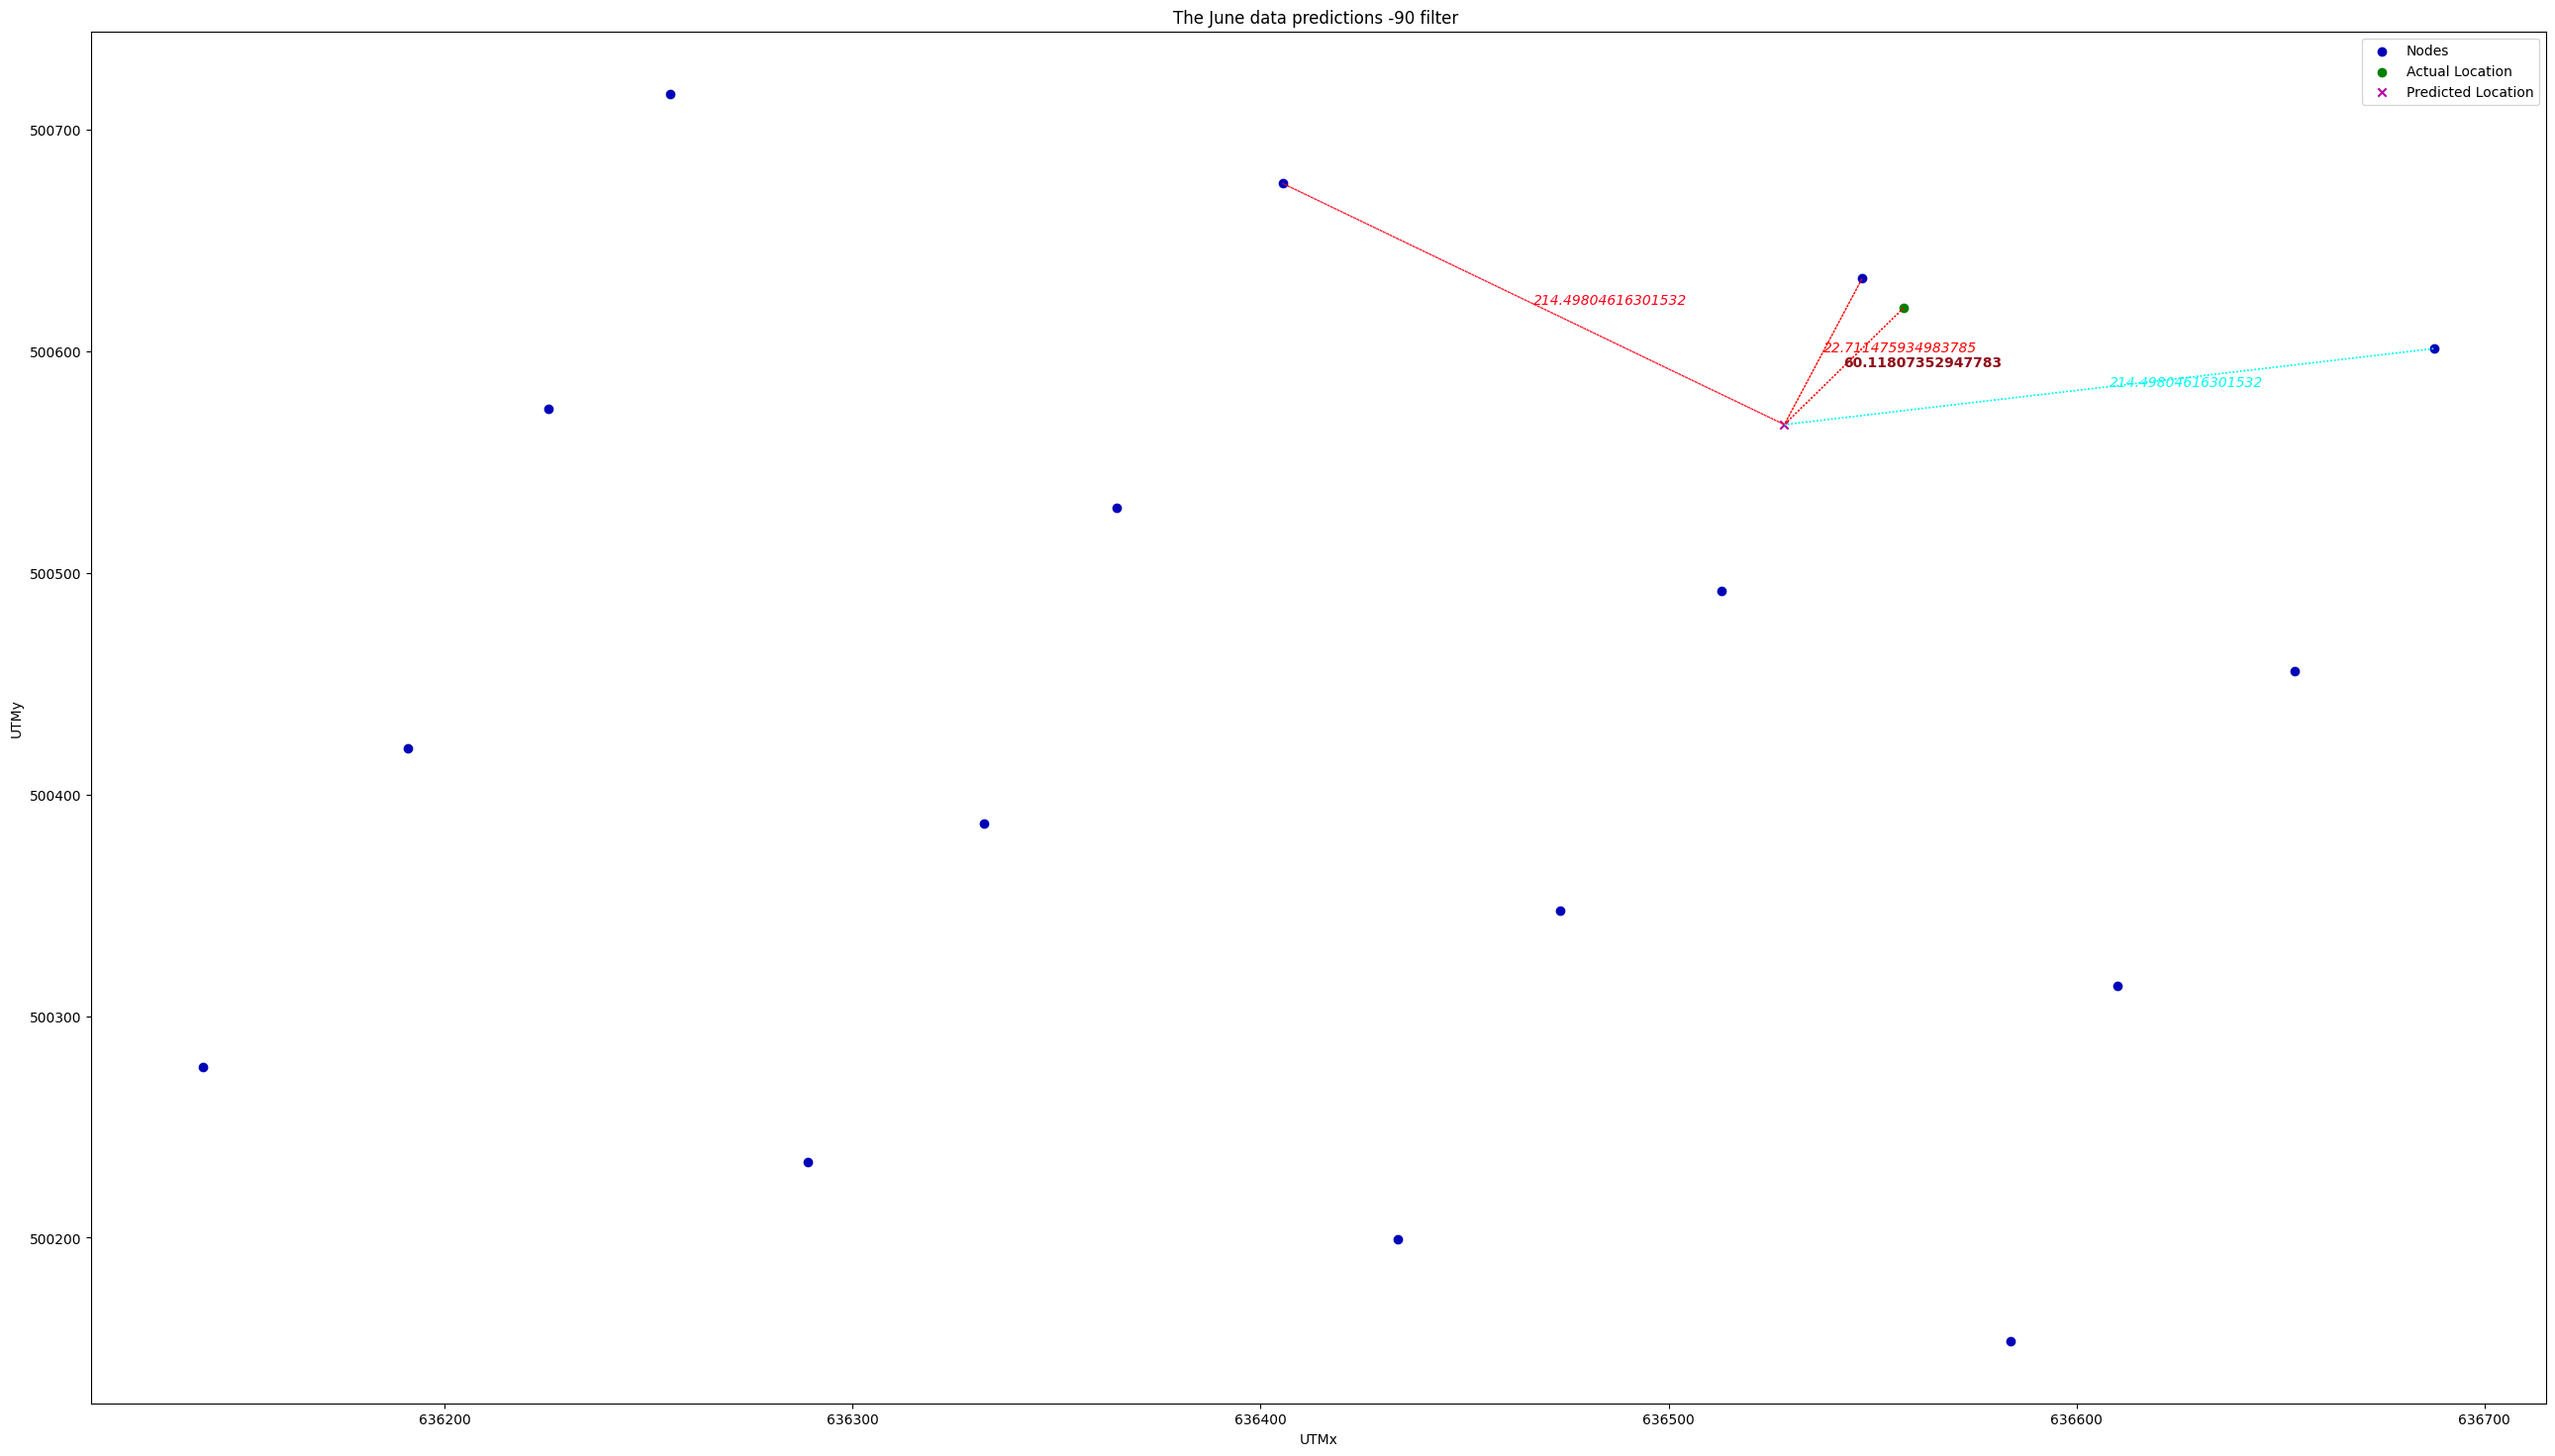 The June data predictions -90 filter
Nodes
Actual Location
Predicted Location
500700
500600
500500
500400
500300
500200
UTMy
214.49804616301532
22.711475934983785
60.11807352947783
214.49804616301532
636200
636300
636400
636500
636600
636700
UTMx